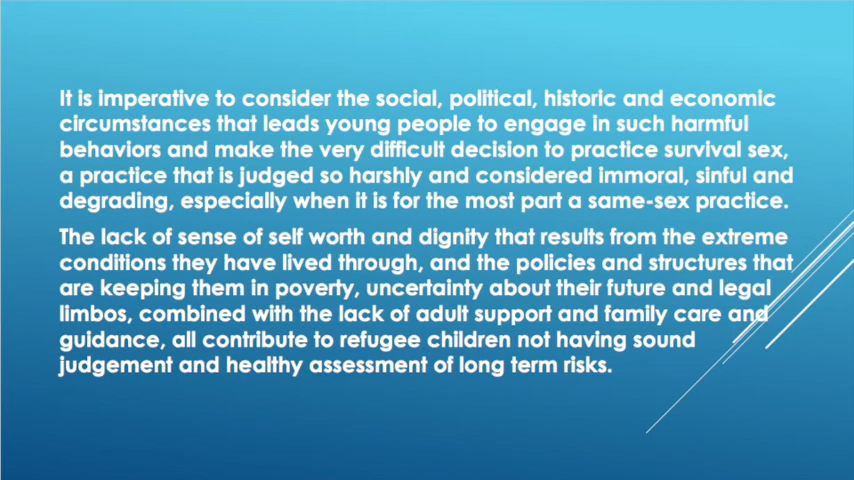 It is imperative to consider the social, political, historic and economic
circumstances that leads young people to engage in such harmful
behaviors and make the very difficult decision to practice survival sex,
a practice that is judged so harshly and considered immoral, sinful and
degrading, especially when it is for the most part a same-sex practice.
The lack of sense of self worth and dignity that results from the extreme
conditions they have lived through, and the policies and structures that
are keeping them in poverty, uncertainty about their future and legal
limbos, combined with the lack of adult support and family care and
guidance, all contribute to refugee children not having sound
judgement and healthy assessment of long term risks.